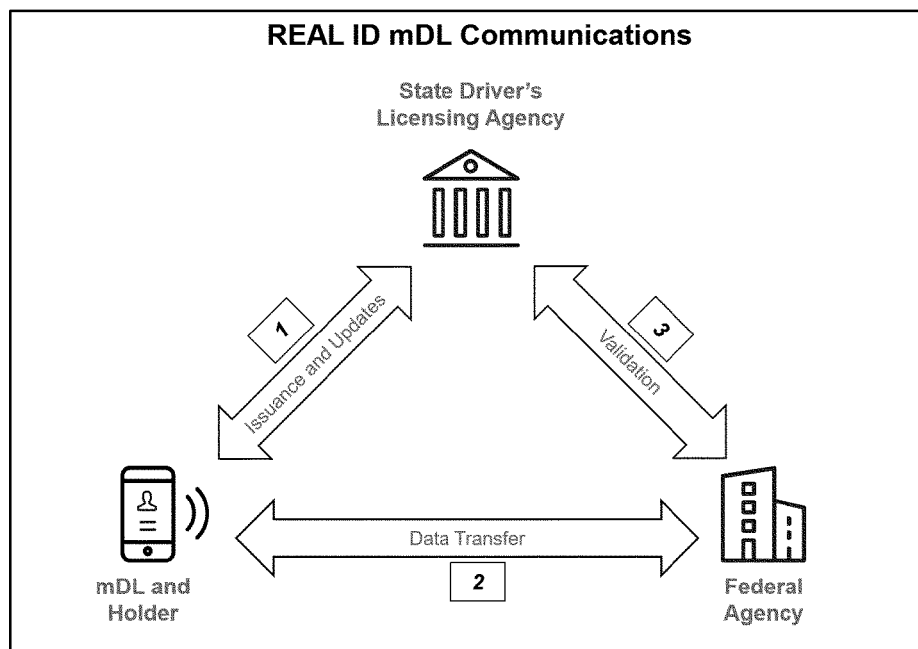 REAL ID mDL Communications
State Driver's
Licensing Agency
1
Issuance and Updates
3
Validation
Data Transfer
2
mDL and
Holder
Federal
Agency